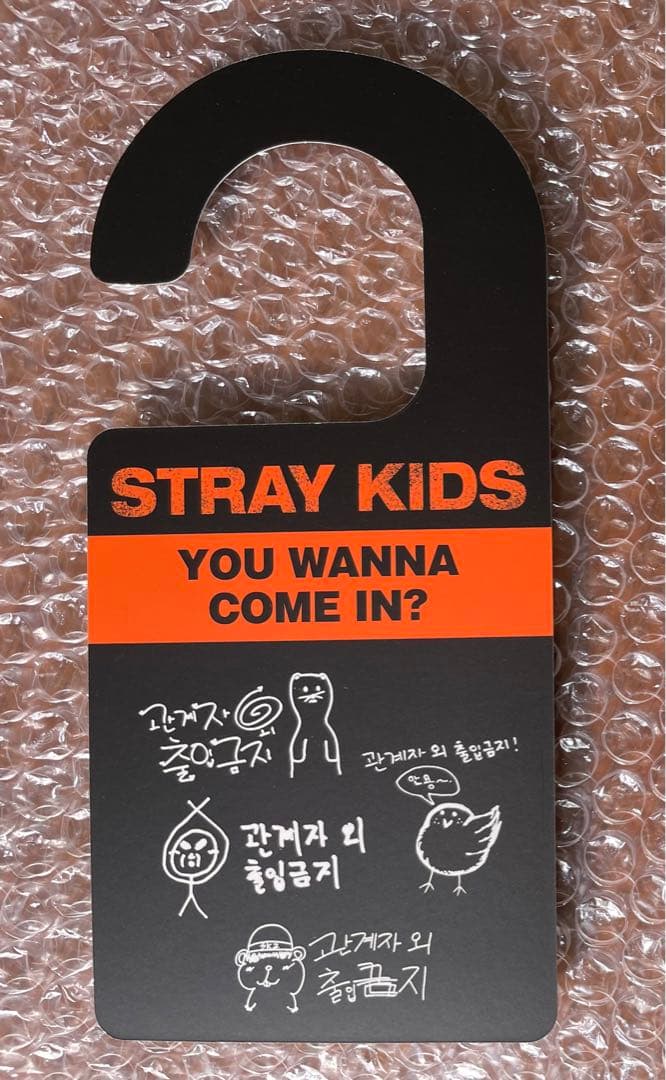 STRAY KIDS
YOU WANNA
COME IN?
관계자 외
출입금지
관계자 외 출입금지!
안용~
관계자 외
출입금지
SKZ
관계자 외
출입금지